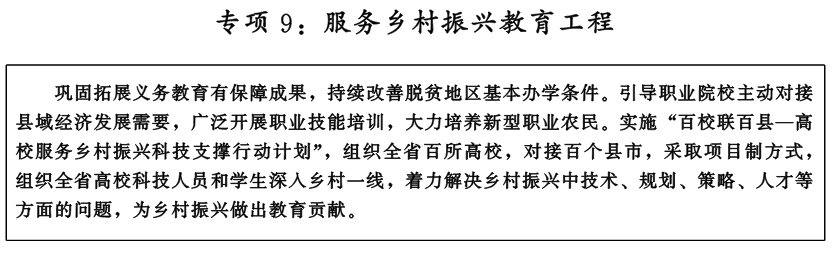 专项 9：服务乡村振兴教育工程
巩固拓展义务教育有保障成果，持续改善脱贫地区基本办学条件。引导职业院校主动对接
县域经济发展需要，广泛开展职业技能培训，大力培养新型职业农民。实施“百校联百县—高
校服务乡村振兴科技支撑行动计划”，组织全省百所高校，对接百个县市，采取项目制方式，
组织全省高校科技人员和学生深入乡村一线，着力解决乡村振兴中技术、规划、策略、人才等
方面的问题，为乡村振兴做出教育贡献。